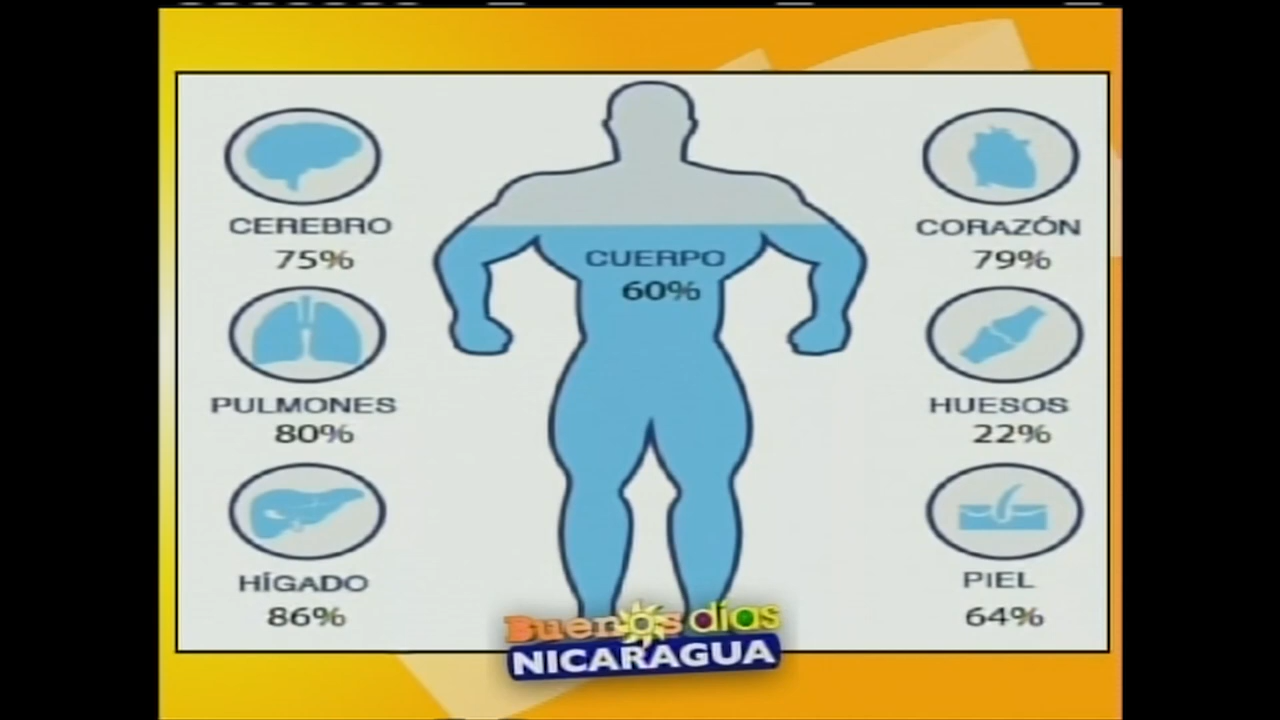 CEREBRO
75%
PULMONES
80%
HÍGADO
86%
CUERPO
60%
CORAZÓN
79%
HUESOS
22%
PIEL
64%
Buenos días
NICARAGUA